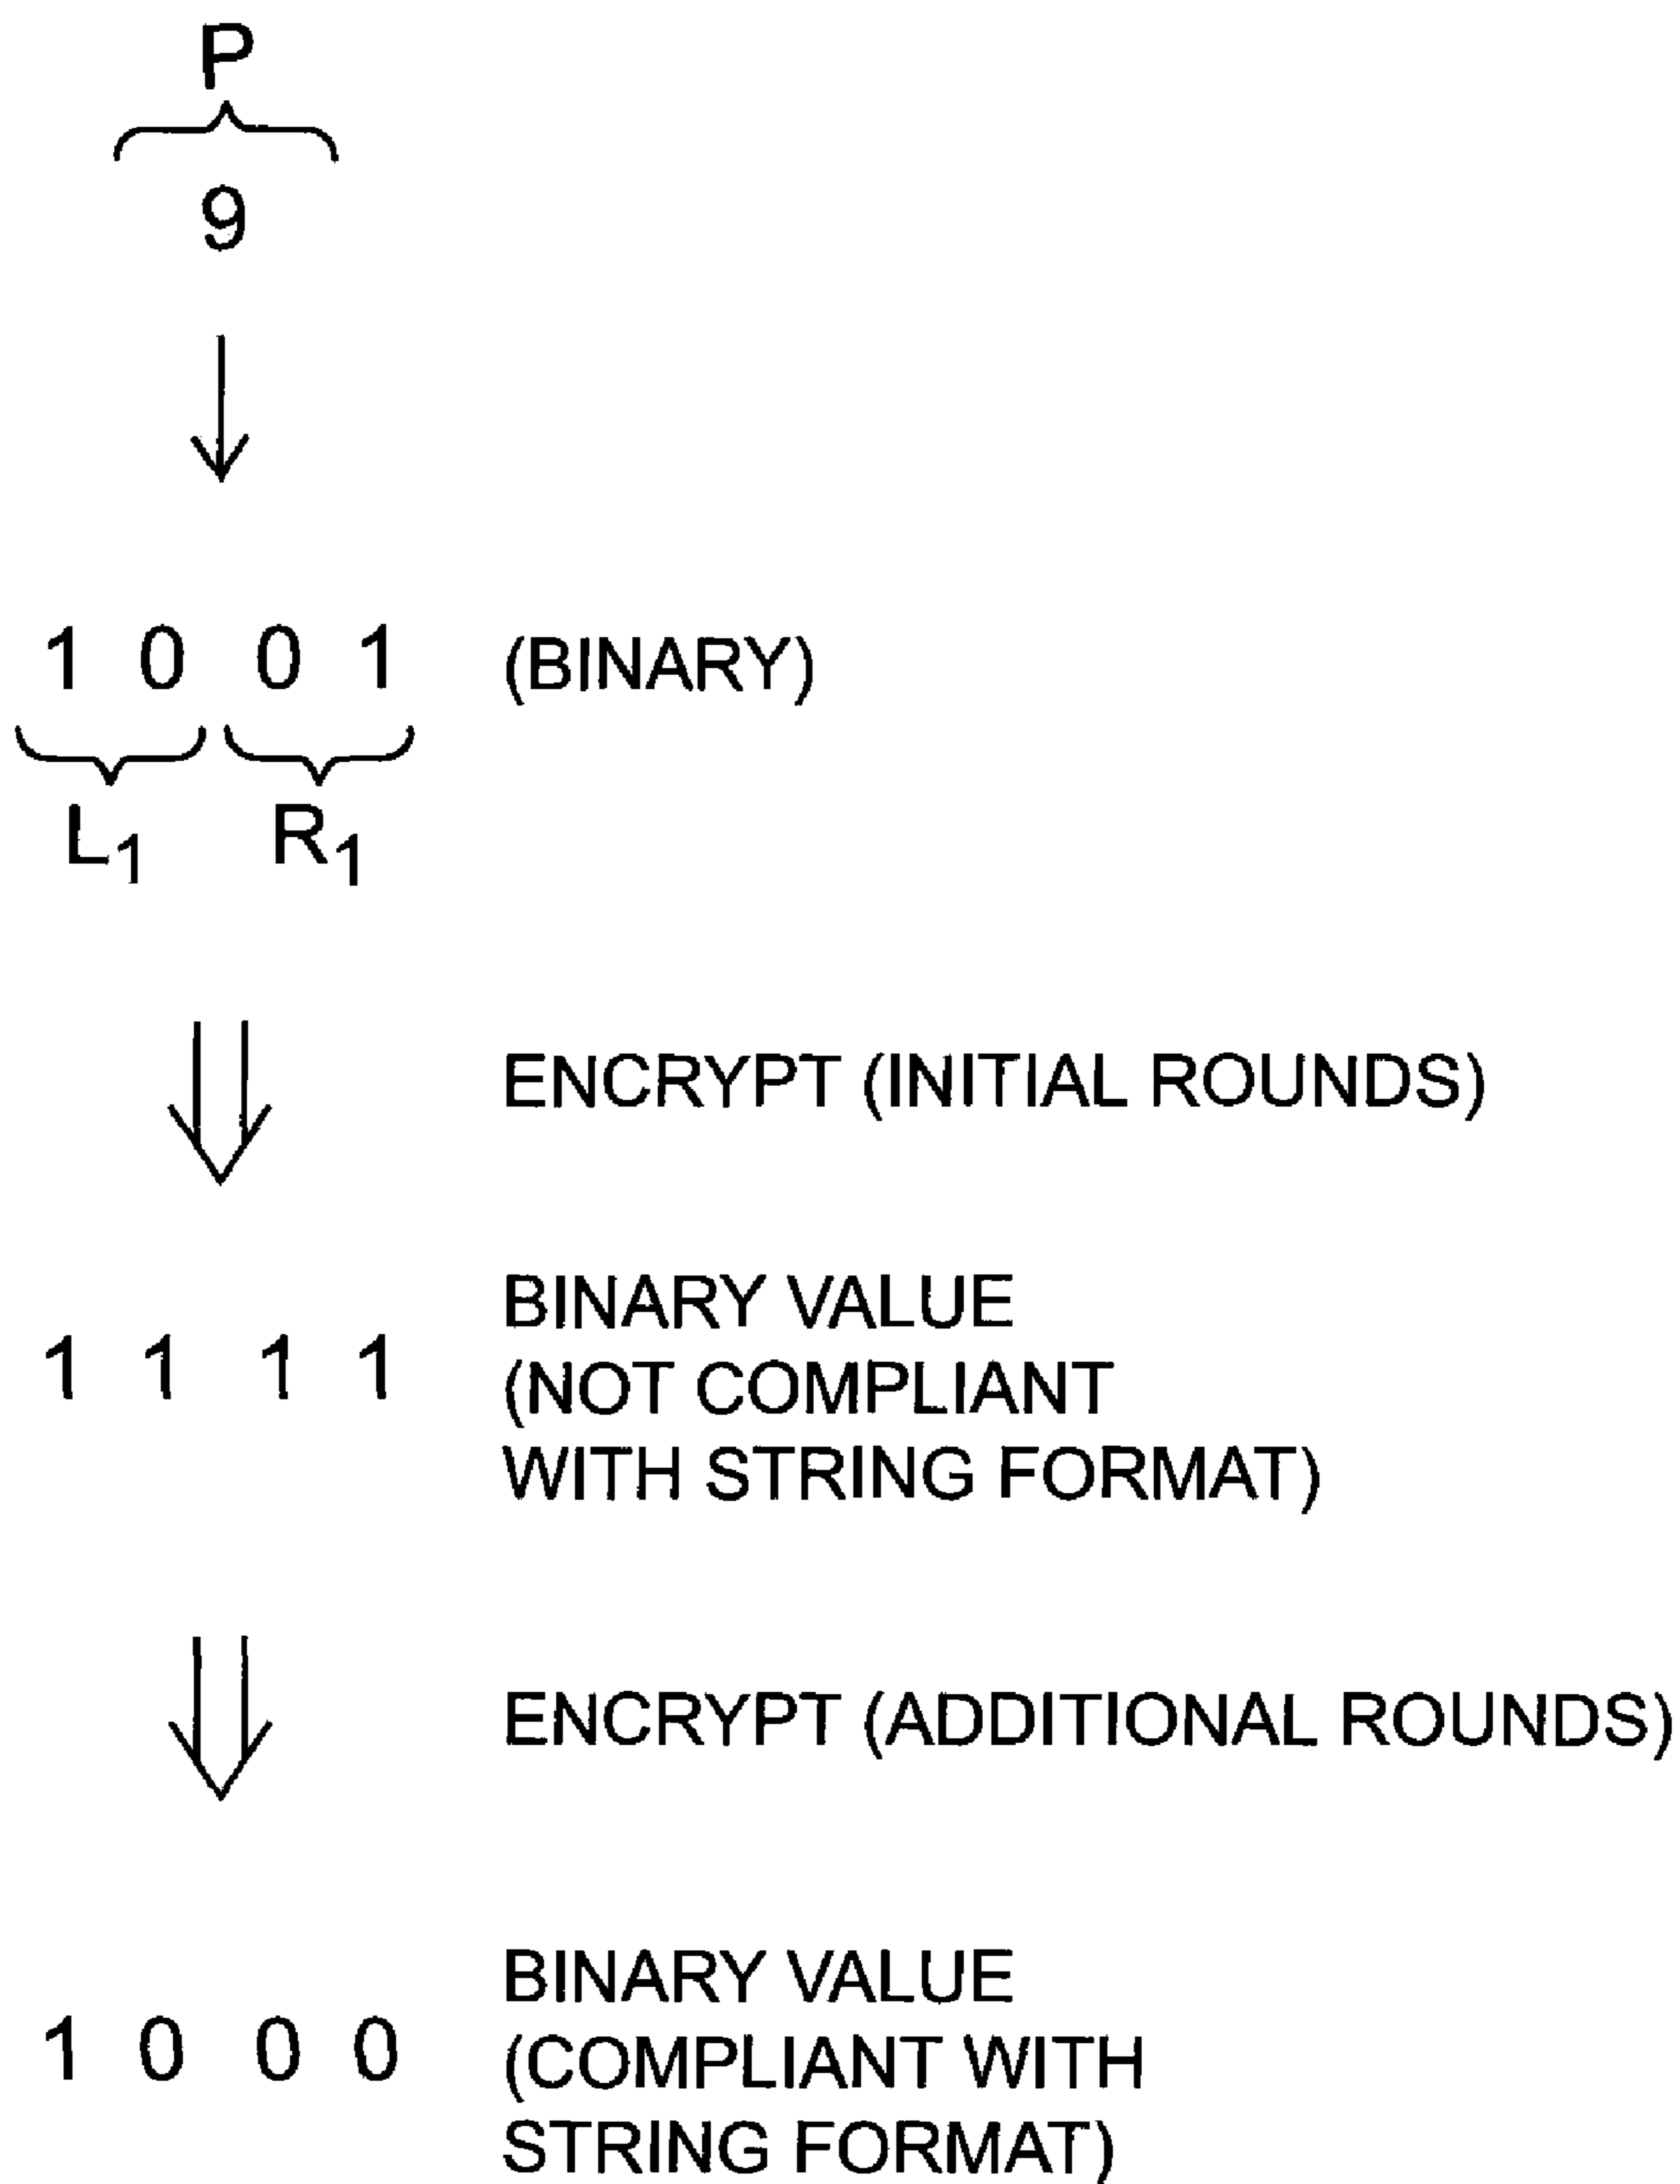 P
9
1 0 0 1 (BINARY)
L1 R1
ENCRYPT (INITIAL ROUNDS)
BINARY VALUE
1 1 1 1 (NOT COMPLIANT
WITH STRING FORMAT)
ENCRYPT (ADDITIONAL ROUNDS)
BINARY VALUE
1 0 0 0 (COMPLIANT WITH
STRING FORMAT)